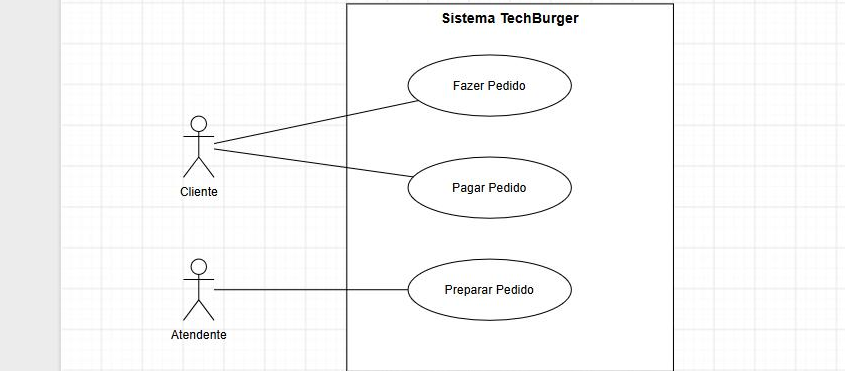 Sistema TechBurger
Fazer Pedido
Cliente
Pagar Pedido
Atendente
Preparar Pedido